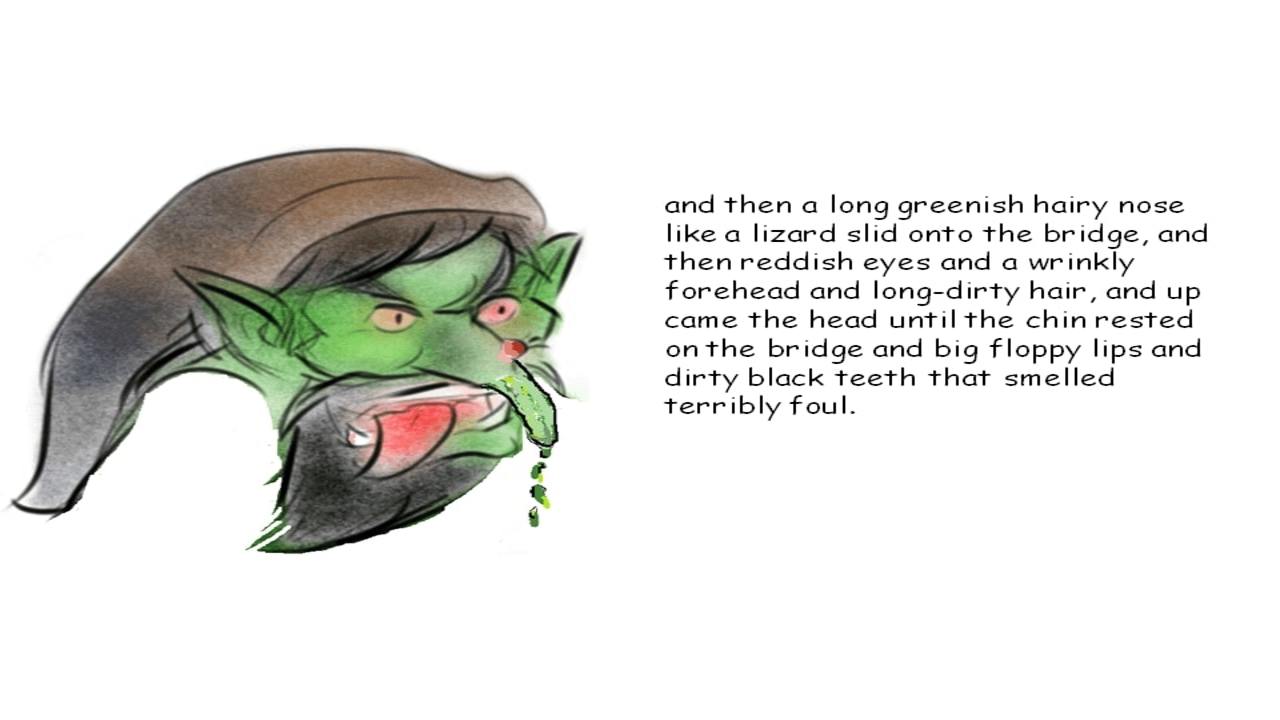 and then a long greenish hairy nose
like a lizard slid onto the bridge, and
then reddish eyes and a wrinkly
forehead and long-dirty hair, and up
came the head until the chin rested
on the bridge and big floppy lips and
dirty black teeth that smelled
terribly foul.